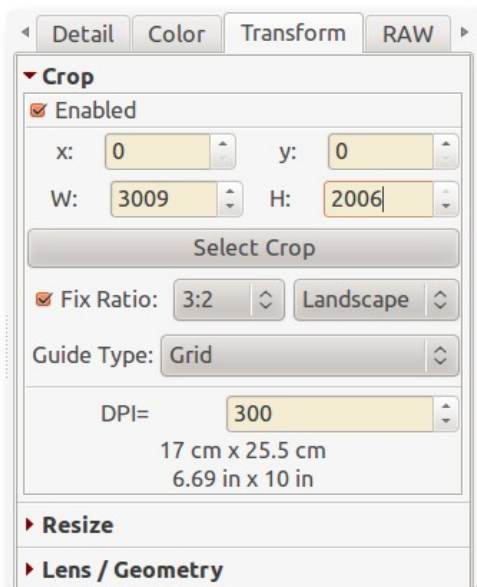 Detail Color Transform RAW
Crop
Enabled
x: 0 y: 0
W: 3009 H: 2006
Select Crop
Fix Ratio: 3:2 Landscape
Guide Type: Grid
DPI= 300
17 cm x 25.5 cm
6.69 in x 10 in
Resize
Lens / Geometry